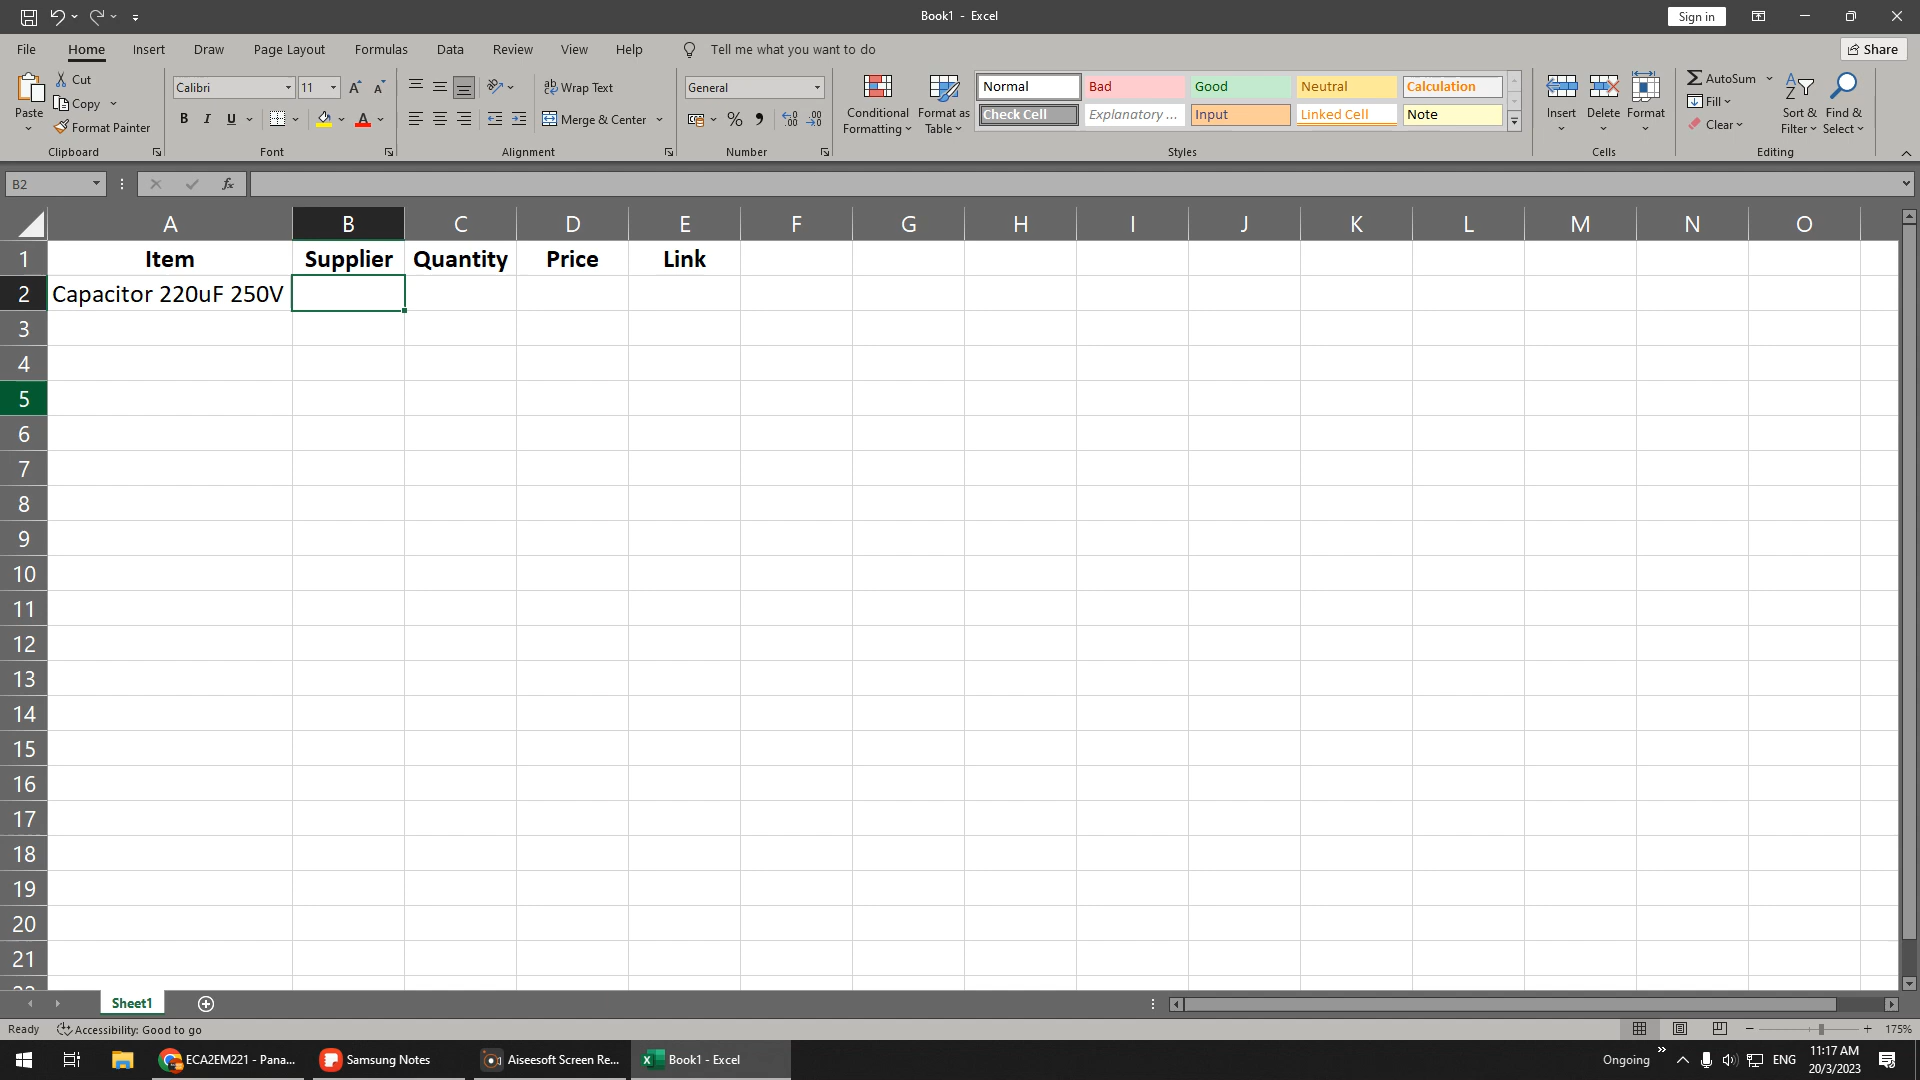 Book1 - Excel
Sign in
File Home Insert Draw Page Layout Formulas Data Review View Help Tell me what you want to do Share
Paste
Cut
Copy
Format Painter
Clipboard
Calibri 11
B I U
Font
Wrap Text
Merge & Center
Alignment
General
Number
Conditional Formatting
Format as Table
Normal Bad Good Neutral Calculation
Check Cell Explanatory ... Input Linked Cell Note
Styles
Insert Delete Format
Cells
AutoSum
Fill
Clear
Sort & Filter
Find & Select
Editing
B2 fx
A B C D E F G H I J K L M N O
1 Item Supplier Quantity Price Link
2 Capacitor 220uF 250V
3
4
5
6
7
8
9
10
11
12
13
14
15
16
17
18
19
20
21
Sheet1
Ready Accessibility: Good to go 175%
ECA2EM221 - Pana... Samsung Notes Aiseesoft Screen Re... Book1 - Excel Ongoing ENG 11:17 AM
20/3/2023